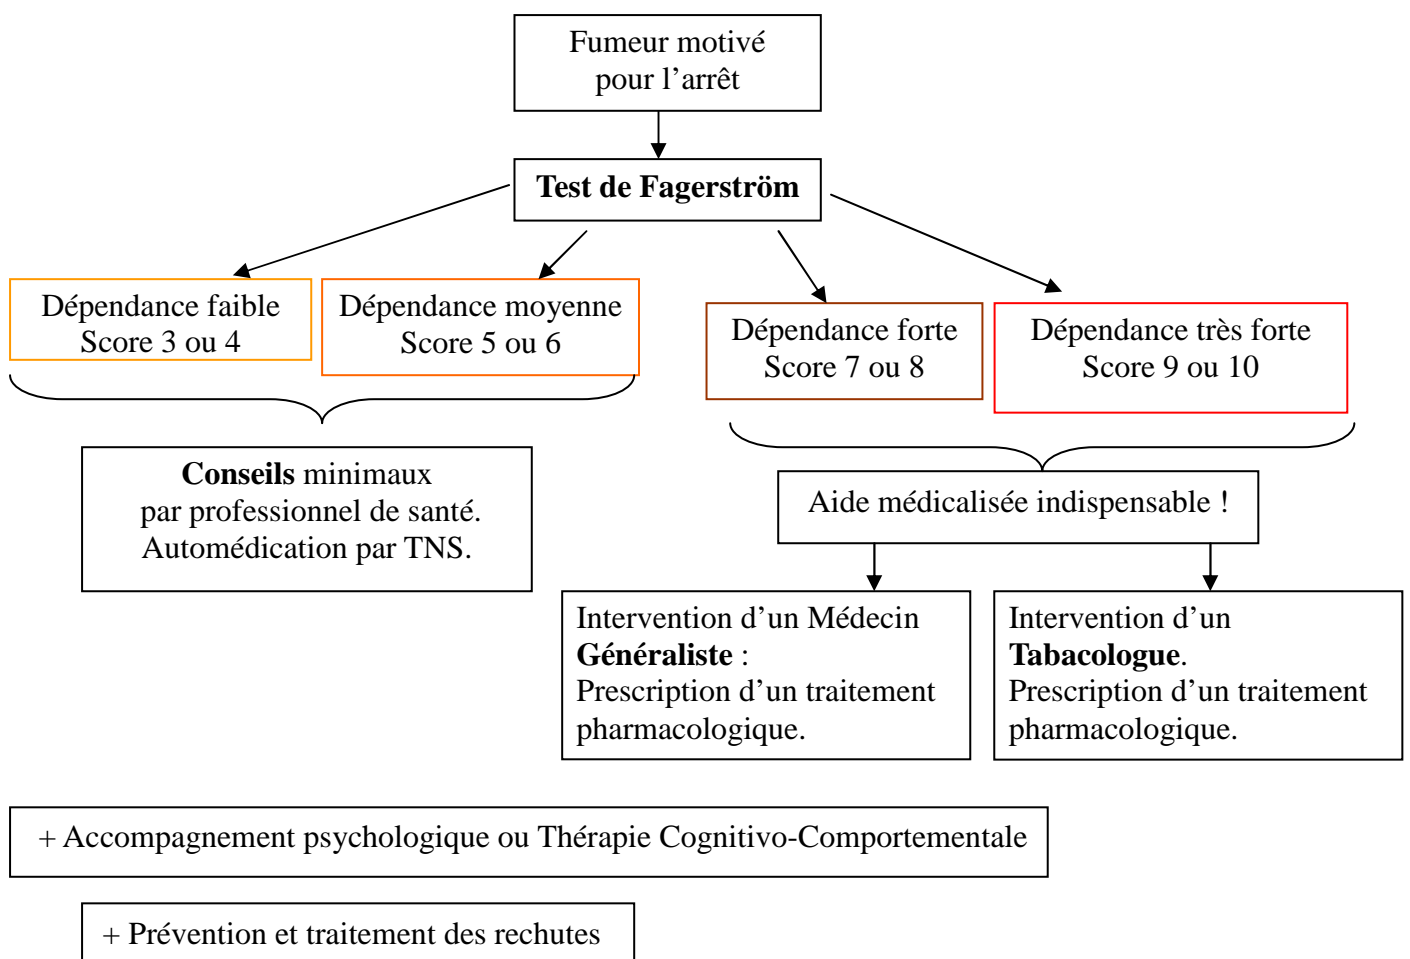 Fumeur motivé
pour l’arrêt
Test de Fagerström
Dépendance faible
Score 3 ou 4
Dépendance moyenne
Score 5 ou 6
Dépendance forte
Score 7 ou 8
Dépendance très forte
Score 9 ou 10
Conseils minimaux
par professionnel de santé.
Automédication par TNS.
Aide médicalisée indispensable !
Intervention d’un Médecin
Généraliste :
Prescription d’un traitement
pharmacologique.
Intervention d’un
Tabacologue.
Prescription d’un traitement
pharmacologique.
+ Accompagnement psychologique ou Thérapie Cognitivo-Comportementale
+ Prévention et traitement des rechutes